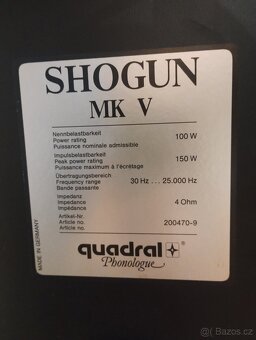 SHOGUN
MK V
Nennbelastbarkeit
Power rating 100 W
Puissance nominale admissible
Impulsbelastbarkeit
Peak power rating 150 W
Puissance maximum à l'écrêtage
Übertragungsbereich
Frequency range 30 Hz ... 25.000 Hz
Bande passante
Impedanz
Impedance 4 Ohm
Impédance
Artikel-Nr.
Article no. 200470-9
Article no.
MADE IN GERMANY
quadral
Phonologue
Bazos.cz